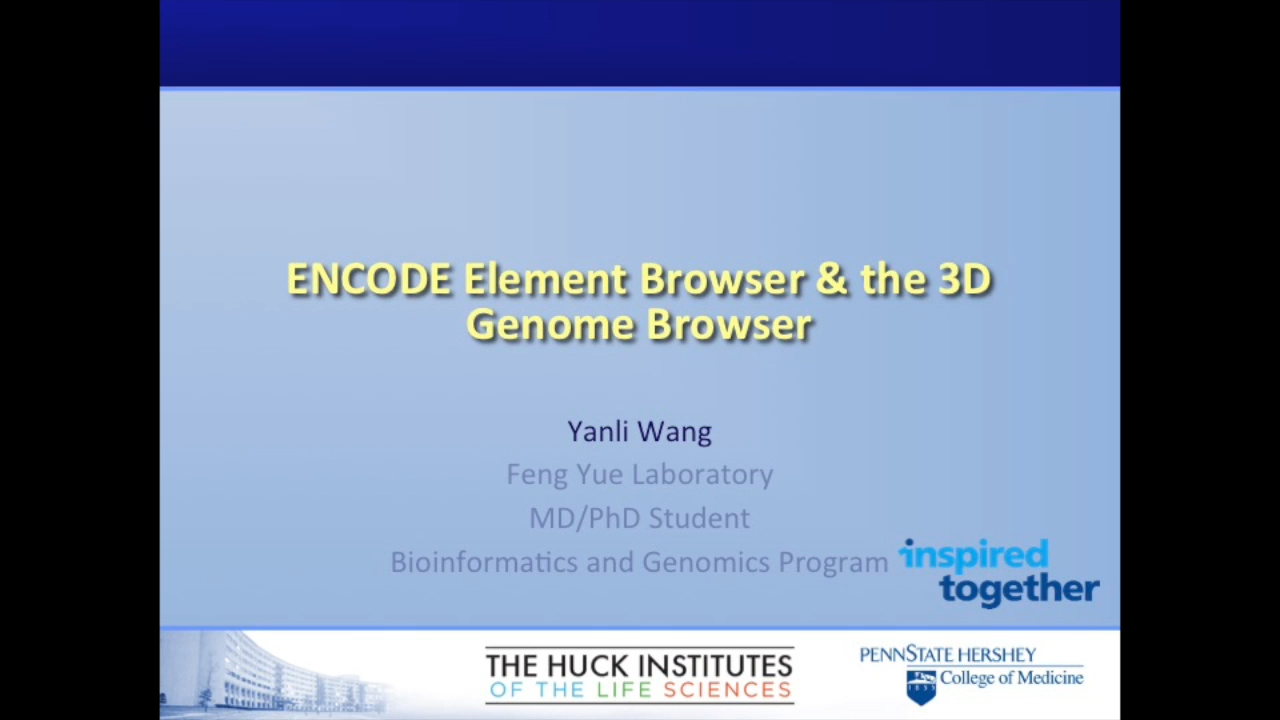 ENCODE Element Browser & the 3D
Genome Browser
Yanli Wang
Feng Yue Laboratory
MD/PhD Student
Bioinformatics and Genomics Program
inspired
together
THE HUCK INSTITUTES
OF THE LIFE SCIENCES
PENNSTATE HERSHEY
College of Medicine
1855